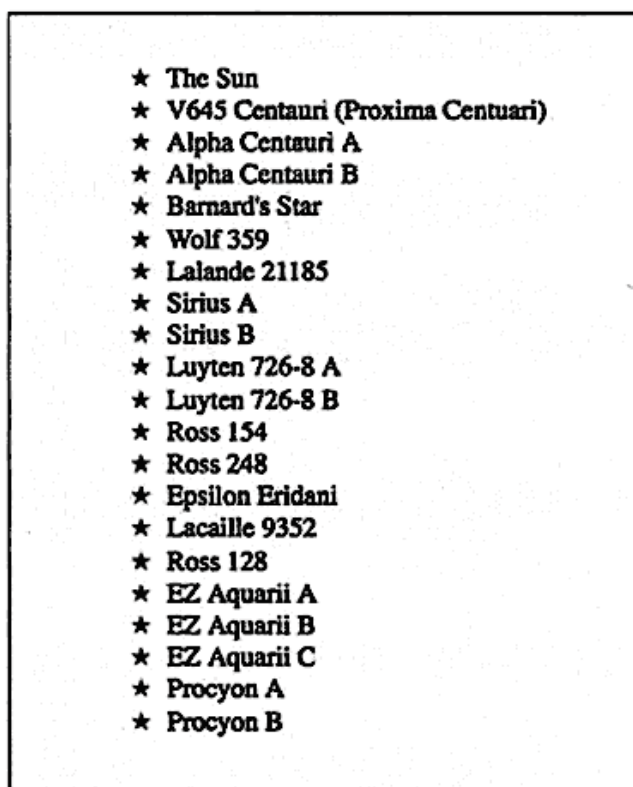 ★ The Sun
★ V645 Centauri (Proxima Centuari)
★ Alpha Centauri A
★ Alpha Centauri B
★ Barnard's Star
★ Wolf 359
★ Lalande 21185
★ Sirius A
★ Sirius B
★ Luyten 726-8 A
★ Luyten 726-8 B
★ Ross 154
★ Ross 248
★ Epsilon Eridani
★ Lacaille 9352
★ Ross 128
★ EZ Aquarii A
★ EZ Aquarii B
★ EZ Aquarii C
★ Procyon A
★ Procyon B